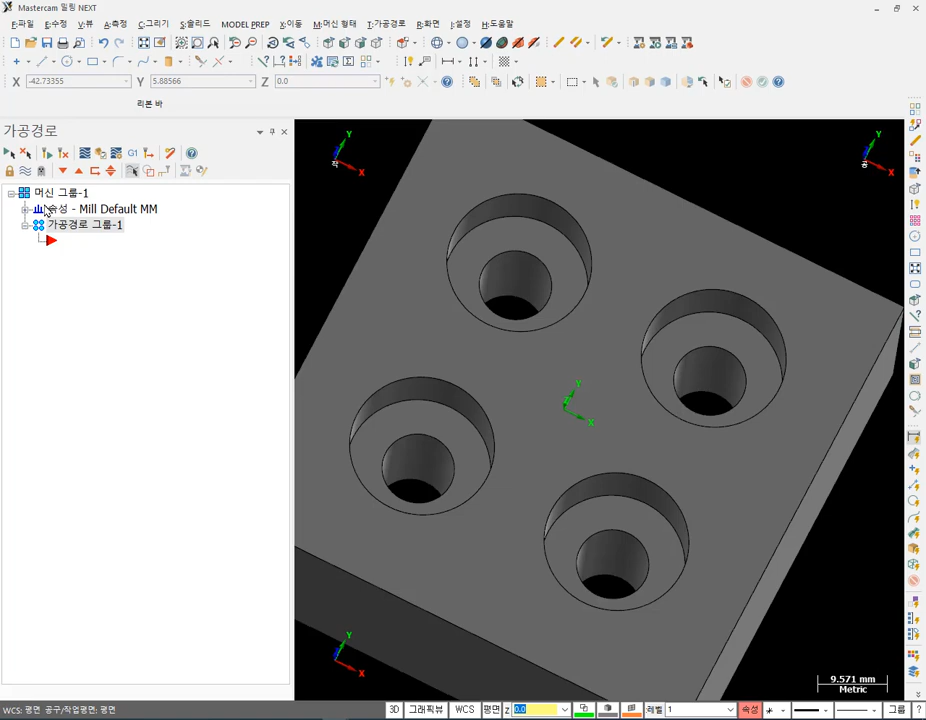 Mastercam 밀링 NEXT
F:파일 E:수정 V:뷰 A:측정 C:그리기 S:솔리드 MODEL PREP X:이동 M:머신 형태 T:가공경로 R:화면 I:설정 H:도움말
X -42.73355 Y 5.88566 Z 0.0
리본 바
가공경로
G1
머신 그룹-1
속성 - Mill Default MM
가공경로 그룹-1
Y
X
Y
X
Y
X
Y
X
9.571 mm
Metric
WCS: 평면 공구/작업평면: 평면 3D 그래픽뷰 WCS 평면 Z 0.0 레벨 1 속성 그룹 ?